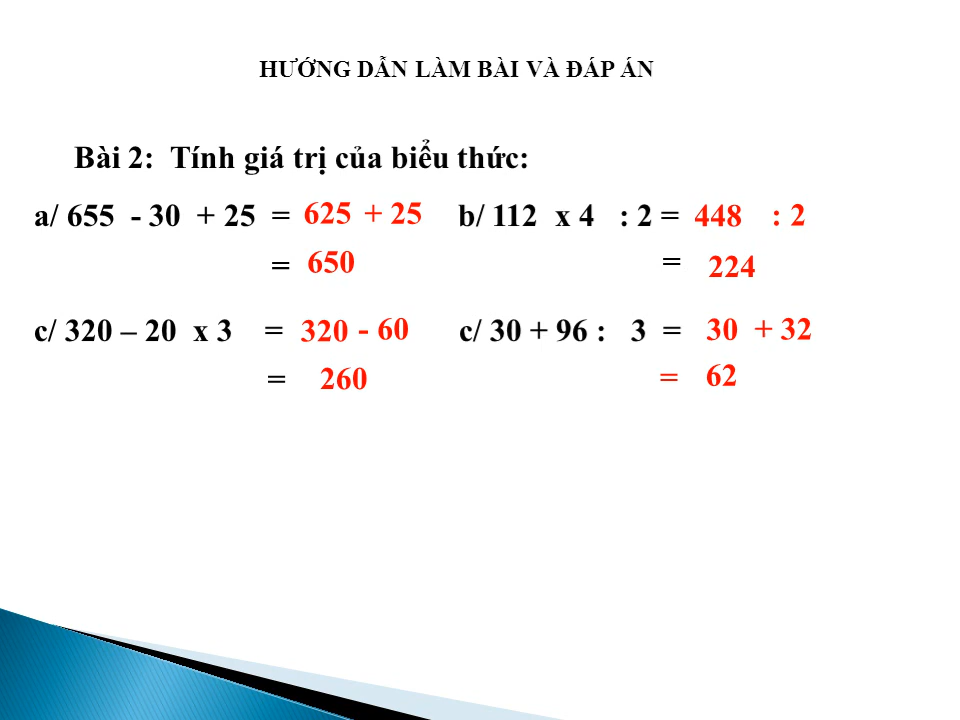 HƯỚNG DẪN LÀM BÀI VÀ ĐÁP ÁN
Bài 2: Tính giá trị của biểu thức:
a/ 655 - 30 + 25 = 625 + 25
= 650
b/ 112 x 4 : 2 = 448 : 2
= 224
c/ 320 – 20 x 3 = 320 - 60
= 260
c/ 30 + 96 : 3 = 30 + 32
= 62